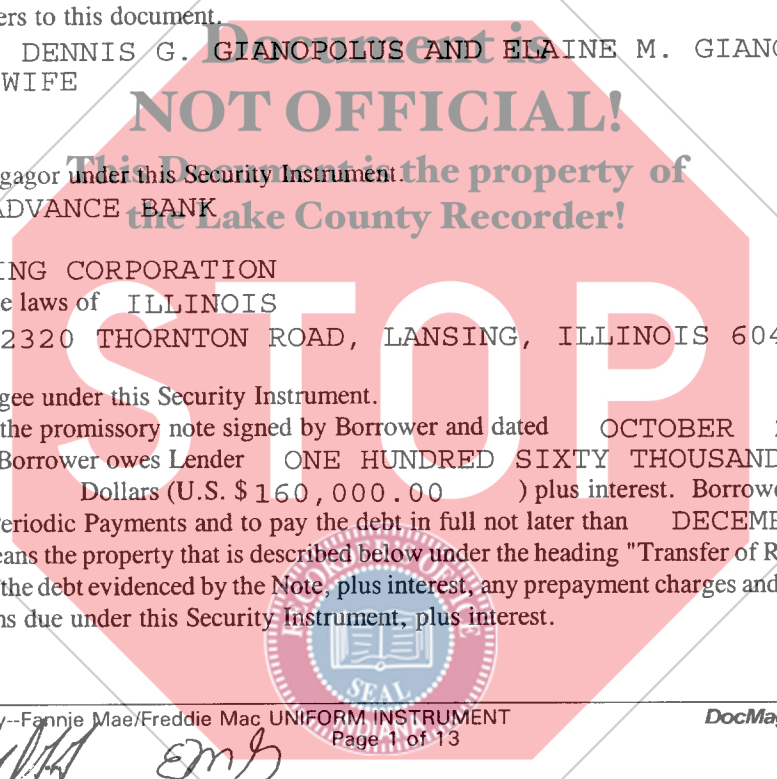 ers to this document.
Document is
DENNIS G. GIANOPOLUS AND ELAINE M. GIANO
WIFE
NOT OFFICIAL!
gagor under this Security Instrument.
This Document is the property of
ADVANCE BANK
the Lake County Recorder!
ING CORPORATION
e laws of ILLINOIS
2320 THORNTON ROAD, LANSING, ILLINOIS 604
STOP
gee under this Security Instrument.
the promissory note signed by Borrower and dated OCTOBER
Borrower owes Lender ONE HUNDRED SIXTY THOUSAND
Dollars (U.S. $ 160,000.00 ) plus interest. Borrowe
eriodic Payments and to pay the debt in full not later than DECEME
eans the property that is described below under the heading "Transfer of R
the debt evidenced by the Note, plus interest, any prepayment charges and
ns due under this Security Instrument, plus interest.
RECORDER'S OFFICE
SEAL
INDIANA
y--Fannie Mae/Freddie Mac UNIFORM INSTRUMENT
DocMag
Page 1 of 13
EMG